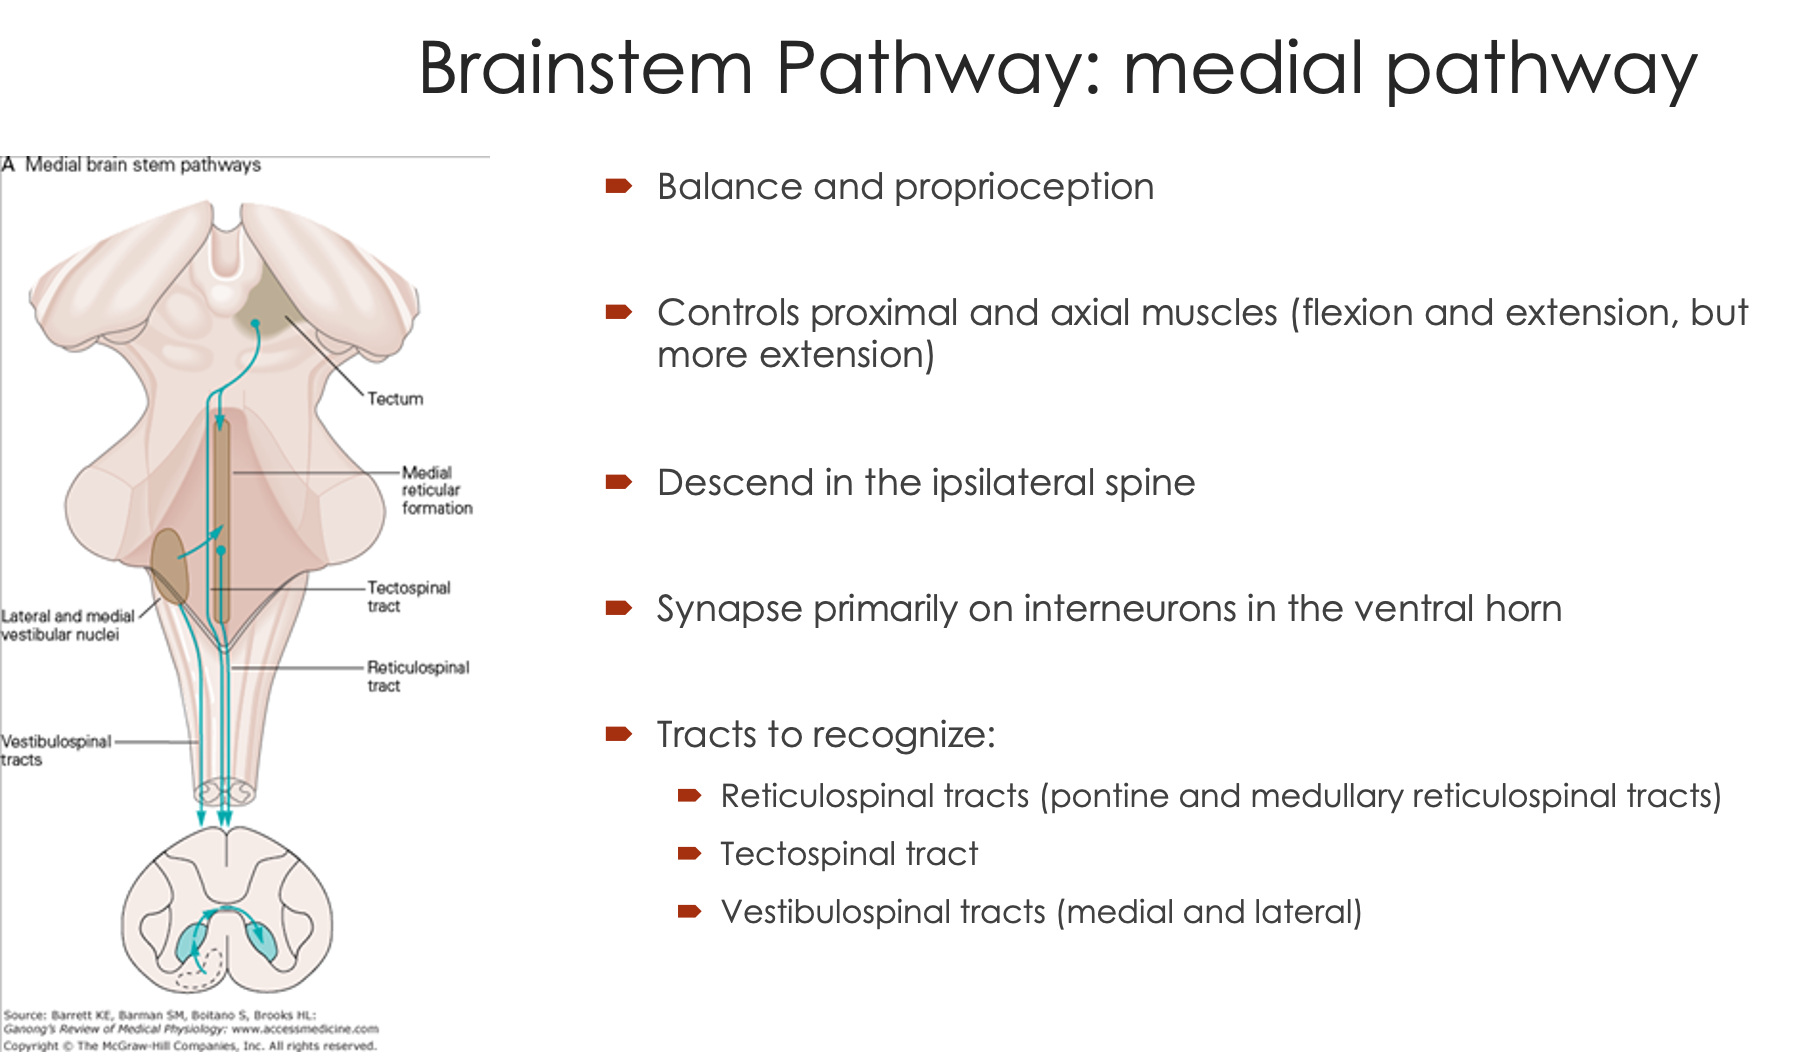 Brainstem Pathway: medial pathway
A Medial brain stem pathways
Tectum
Medial
reticular
formation
Tectospinal
tract
Lateral and medial
vestibular nuclei
Reticulospinal
tract
Vestibulospinal
tracts
Source: Barrett KE, Barman SM, Boitano S, Brooks HL:
Ganong's Review of Medical Physiology: www.accessmedicine.com
Copyright © The McGraw-Hill Companies, Inc. All rights reserved.
Balance and proprioception
Controls proximal and axial muscles (flexion and extension, but
more extension)
Descend in the ipsilateral spine
Synapse primarily on interneurons in the ventral horn
Tracts to recognize:
Reticulospinal tracts (pontine and medullary reticulospinal tracts)
Tectospinal tract
Vestibulospinal tracts (medial and lateral)